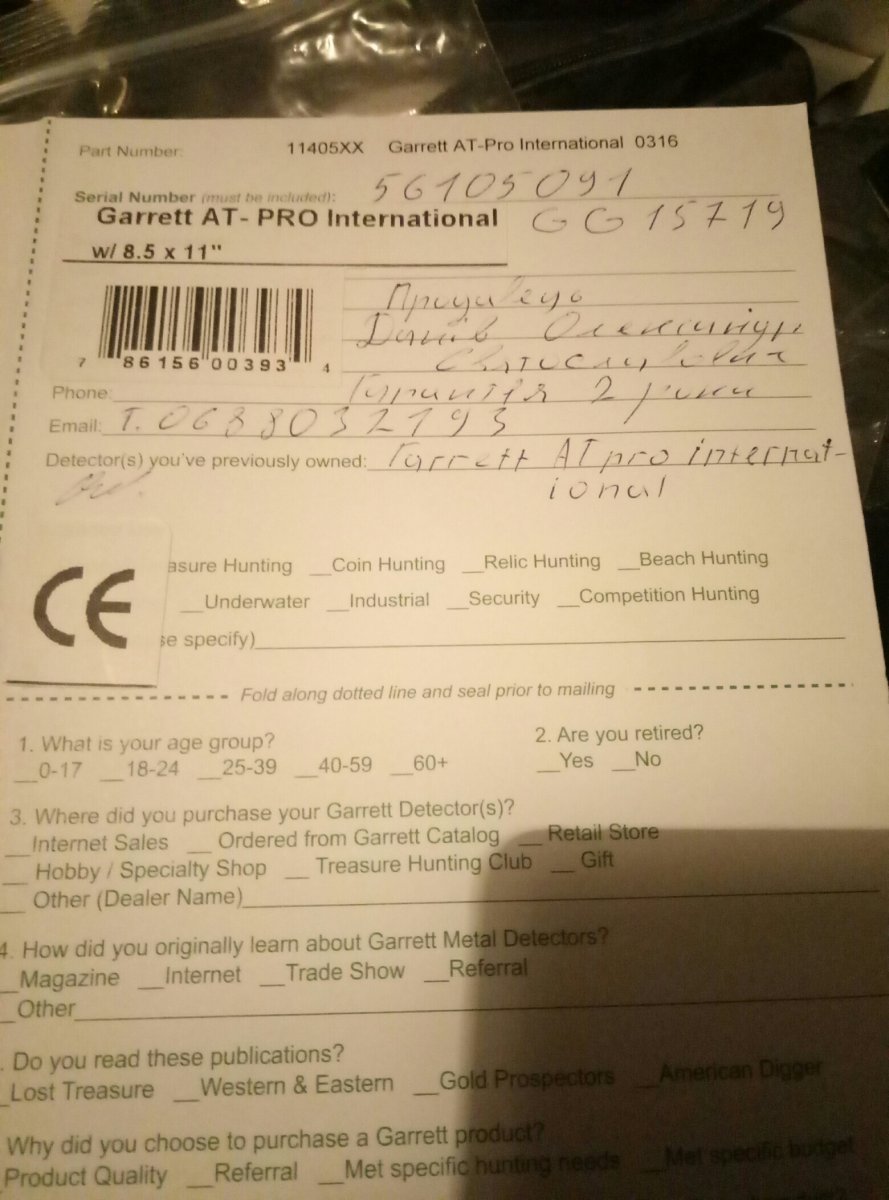 Part Number: 11405XX Garrett AT-Pro International 0316
Serial Number (must be included): 56105091
Garrett AT- PRO International GG15719
w/ 8.5 x 11"
7 86156 00393 4
Phone: Гарантія 2 роки
Email: Т. 0688032193
Detector(s) you've previously owned: Garrett AT pro internat-
ional
CE
asure Hunting __Coin Hunting __Relic Hunting __Beach Hunting
__Underwater __Industrial __Security __Competition Hunting
se specify)
Fold along dotted line and seal prior to mailing
1. What is your age group? 2. Are you retired?
__0-17 __18-24 __25-39 __40-59 __60+ __Yes __No
3. Where did you purchase your Garrett Detector(s)?
__Internet Sales __Ordered from Garrett Catalog __Retail Store
__Hobby / Specialty Shop __Treasure Hunting Club __Gift
__Other (Dealer Name)
4. How did you originally learn about Garrett Metal Detectors?
__Magazine __Internet __Trade Show __Referral
__Other
. Do you read these publications?
__Lost Treasure __Western & Eastern __Gold Prospectors __American Digger
Why did you choose to purchase a Garrett product?
Product Quality __Referral __Met specific hunting needs __Met specific budget